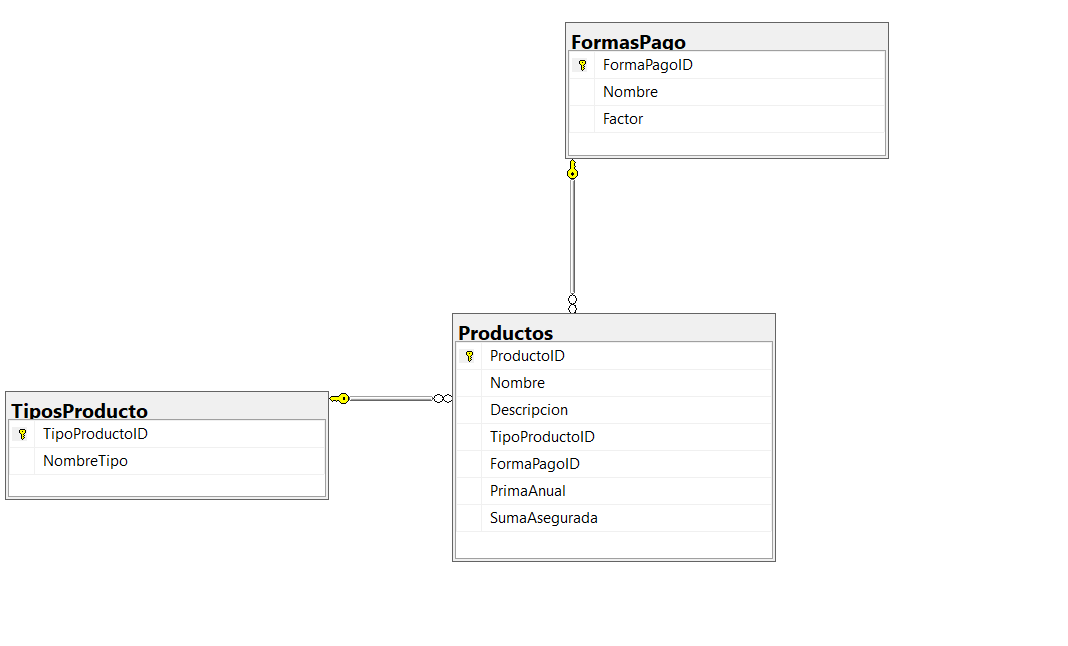 FormasPago
FormaPagoID
Nombre
Factor
Productos
ProductoID
Nombre
Descripcion
TipoProductoID
FormaPagoID
PrimaAnual
SumaAsegurada
TiposProducto
TipoProductoID
NombreTipo